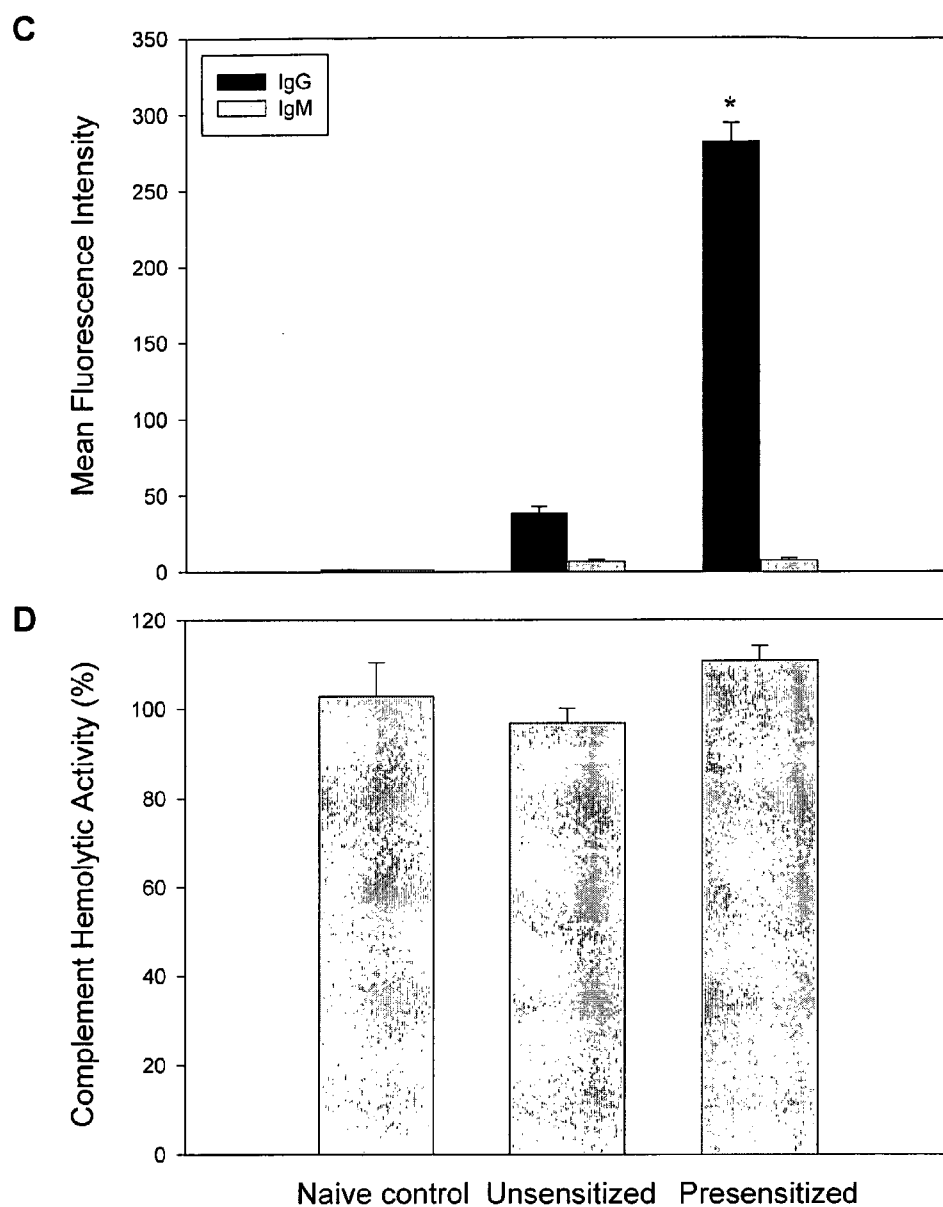 C
Mean Fluorescence Intensity
350
300
250
200
150
100
50
0
IgG
IgM
*
D
Complement Hemolytic Activity (%)
120
100
80
60
40
20
0
Naive control Unsensitized Presensitized